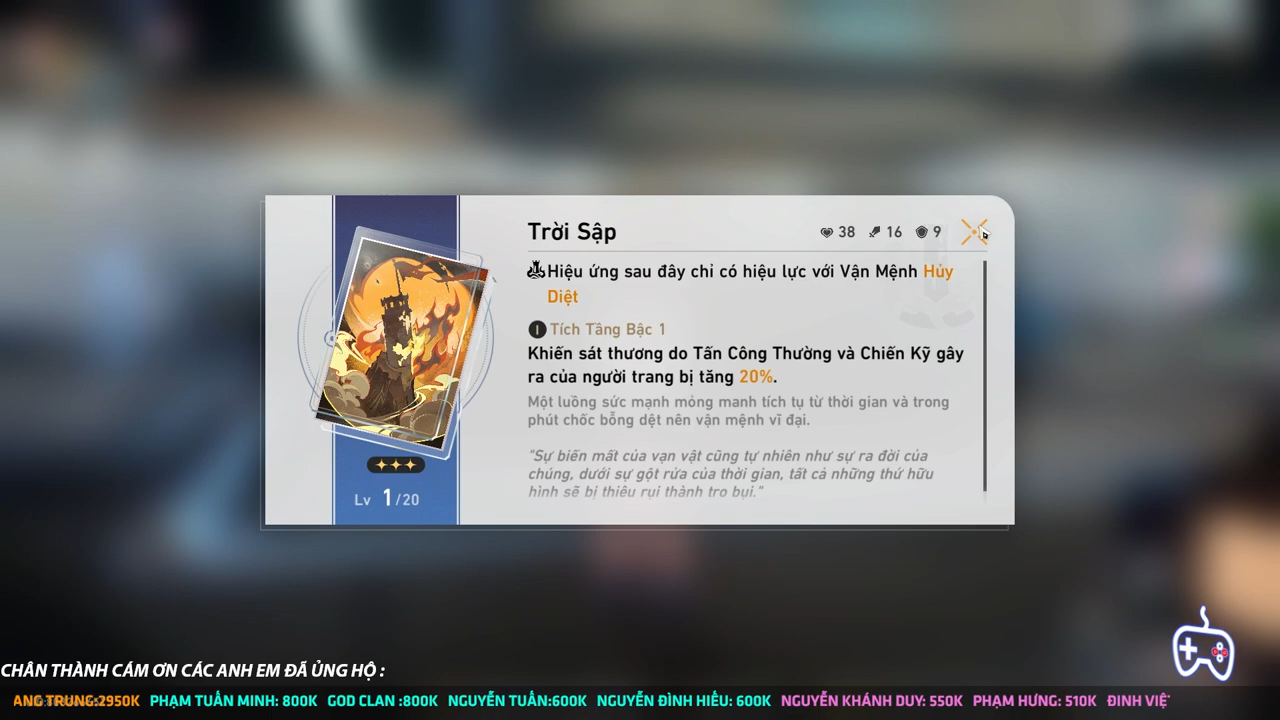 Trời Sập
38 16 9
Hiệu ứng sau đây chỉ có hiệu lực với Vận Mệnh Hủy
Diệt
I Tích Tầng Bậc 1
Khiến sát thương do Tấn Công Thường và Chiến Kỹ gây
ra của người trang bị tăng 20%.
Một luồng sức mạnh mỏng manh tích tụ từ thời gian và trong
phút chốc bỗng dệt nên vận mệnh vĩ đại.
"Sự biến mất của vạn vật cũng tự nhiên như sự ra đời của
chúng, dưới sự gột rửa của thời gian, tất cả những thứ hữu
hình sẽ bị thiêu rụi thành tro bụi."
Lv 1/20
CHÂN THÀNH CÁM ƠN CÁC ANH EM ĐÃ ỦNG HỘ :
ANG TRUNG:2950K PHẠM TUẤN MINH: 800K GOD CLAN :800K NGUYỄN TUẤN:600K NGUYỄN ĐÌNH HIẾU: 600K NGUYỄN KHÁNH DUY: 550K PHẠM HƯNG: 510K ĐINH VIỆ